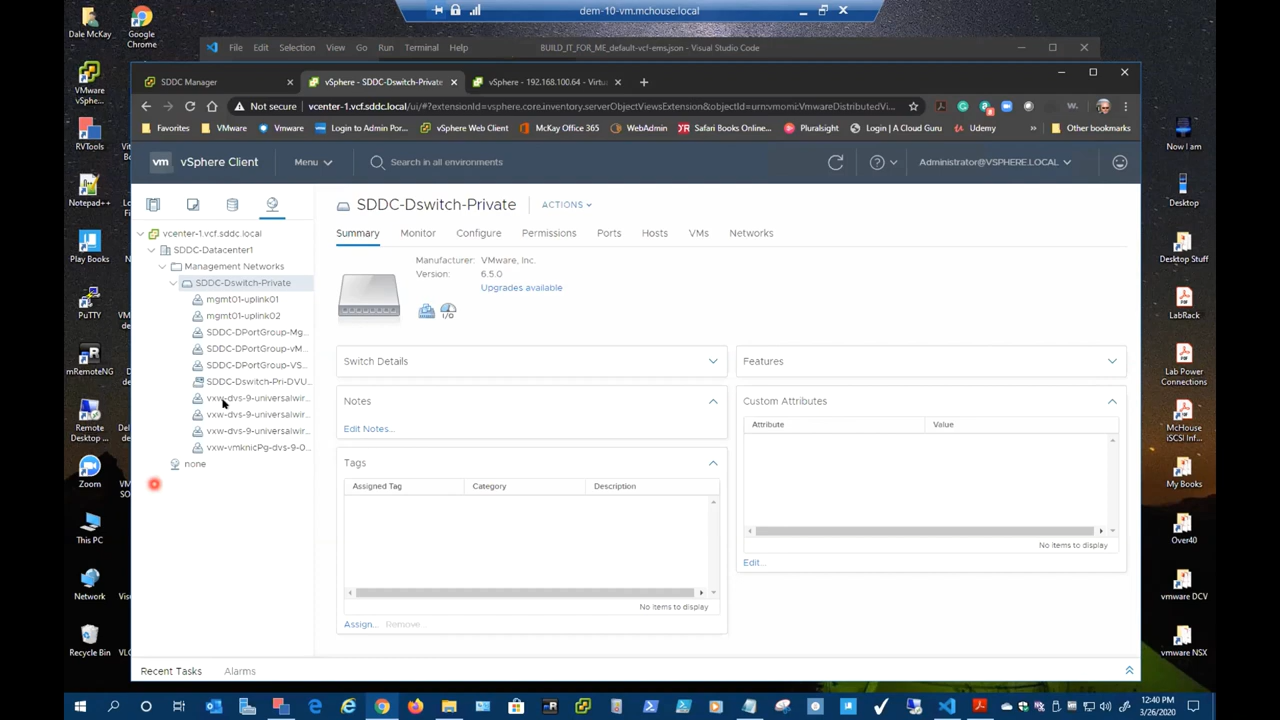 dem-10-vm.mchouse.local
Dale McKay
Google Chrome
File Edit Selection View Go Run Terminal Help
BUILD_IT_FOR_ME_default-vcf-ems.json - Visual Studio Code
SDDC Manager
vSphere - SDDC-Dswitch-Private
vSphere - 192.168.100.64 - Virtu
Not secure
vcenter-1.vcf.sddc.local/ui/#?extensionId=vsphere.core.inventory.serverObjectViewsExtension&objectId=urn:vmomi:VmwareDistributedVi...
Favorites VMware Vmware Login to Admin Por... vSphere Web Client McKay Office 365 WebAdmin Safari Books Online... Pluralsight Login | A Cloud Guru Udemy » Other bookmarks
vm vSphere Client Menu Search in all environments Administrator@VSPHERE.LOCAL
vcenter-1.vcf.sddc.local
SDDC-Datacenter1
Management Networks
SDDC-Dswitch-Private
mgmt01-uplink01
mgmt01-uplink02
SDDC-DPortGroup-Mg...
SDDC-DPortGroup-vM...
SDDC-DPortGroup-VS...
SDDC-Dswitch-Pri-DVU...
vxw-dvs-9-universalwir...
vxw-dvs-9-universalwir...
vxw-dvs-9-universalwir...
vxw-vmknicPg-dvs-9-0...
none
SDDC-Dswitch-Private ACTIONS
Summary Monitor Configure Permissions Ports Hosts VMs Networks
Manufacturer: VMware, Inc.
Version: 6.5.0
Upgrades available
I/O
Switch Details
Features
Notes
Edit Notes...
Custom Attributes
Attribute Value
Tags
Assigned Tag Category Description
No items to display
Assign... Remove...
No items to display
Edit...
Recent Tasks Alarms
VMware vSphe...
RVTools
Notepad++
Play Books
PuTTY
mRemoteNG
Remote Desktop ...
Zoom
This PC
Network
Recycle Bin
Now I am
Desktop
Desktop Stuff
LabRack
Lab Power Connections
McHouse iSCSI Inf...
My Books
Over40
vmware DCV
vmware NSX
12:40 PM
3/26/2020